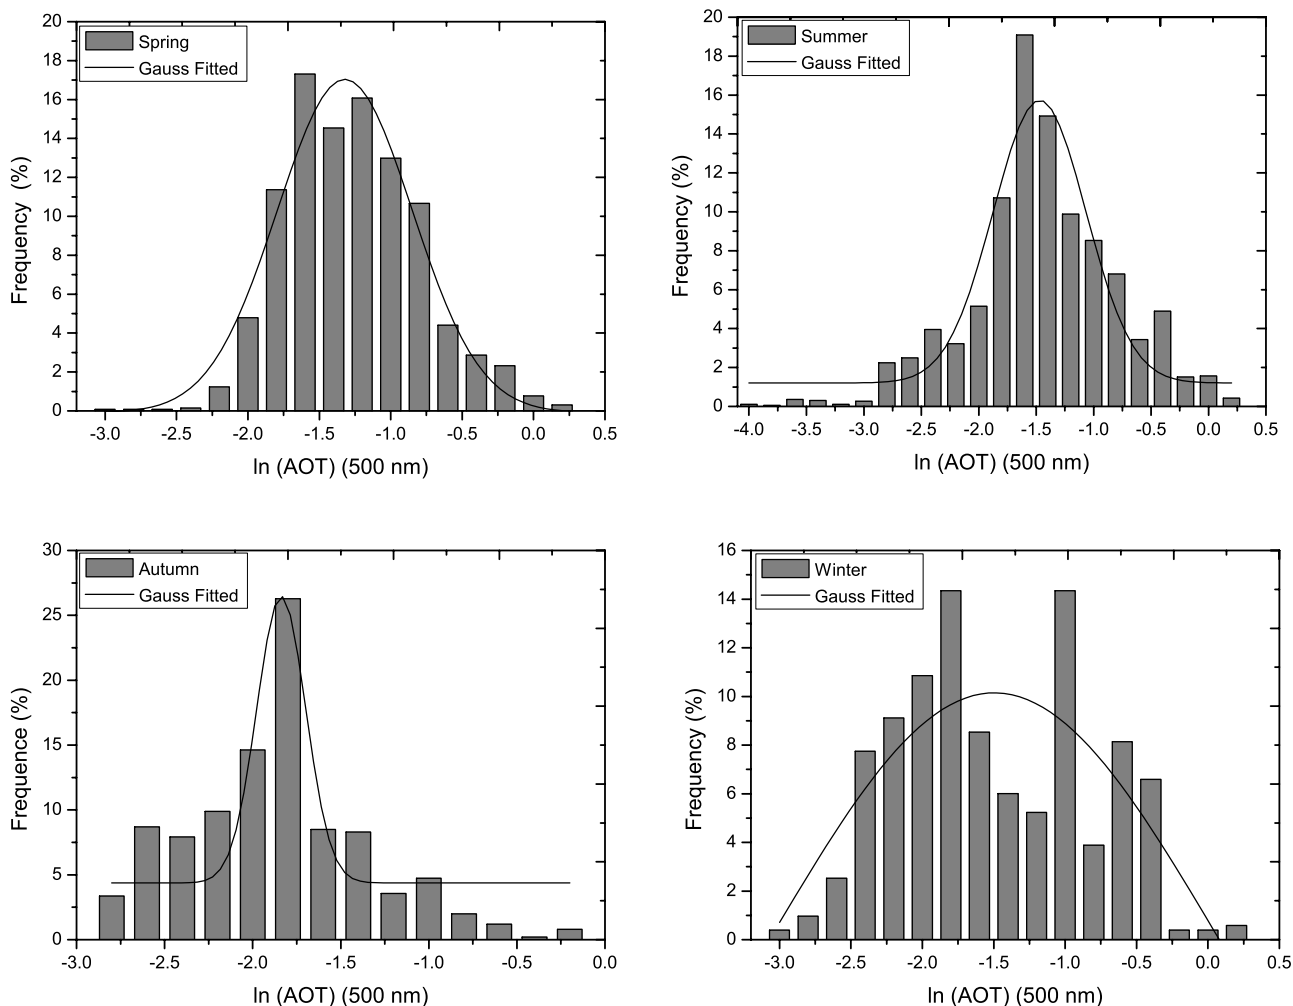 20
18
16
14
12
10
8
6
4
2
0
Spring
Gauss Fitted
Frequency (%)
-3.0 -2.5 -2.0 -1.5 -1.0 -0.5 0.0 0.5
ln (AOT) (500 nm)
20
18
16
14
12
10
8
6
4
2
0
Summer
Gauss Fitted
Frequency (%)
-4.0 -3.5 -3.0 -2.5 -2.0 -1.5 -1.0 -0.5 0.0 0.5
ln (AOT) (500 nm)
30
25
20
15
10
5
0
Autumn
Gauss Fitted
Frequence (%)
-3.0 -2.5 -2.0 -1.5 -1.0 -0.5 0.0
ln (AOT) (500 nm)
16
14
12
10
8
6
4
2
0
Winter
Gauss Fitted
Frequency (%)
-3.0 -2.5 -2.0 -1.5 -1.0 -0.5 0.0 0.5
ln (AOT) (500 nm)